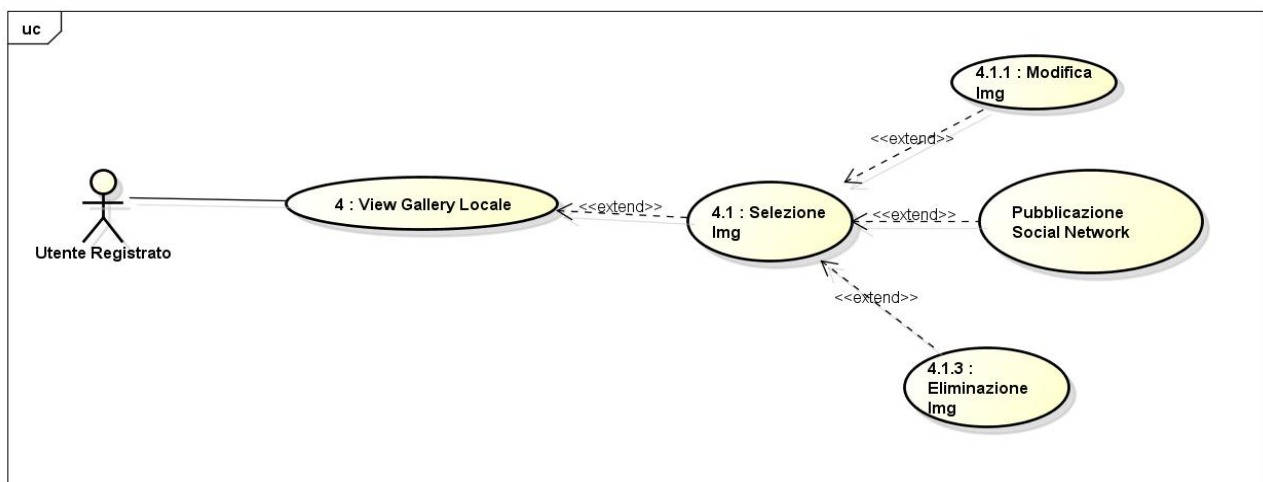 uc
4.1.1 : Modifica
Img
<<extend>>
4 : View Gallery Locale
<<extend>>
4.1 : Selezione
Img
<<extend>>
Pubblicazione
Social Network
Utente Registrato
<<extend>>
4.1.3 :
Eliminazione
Img